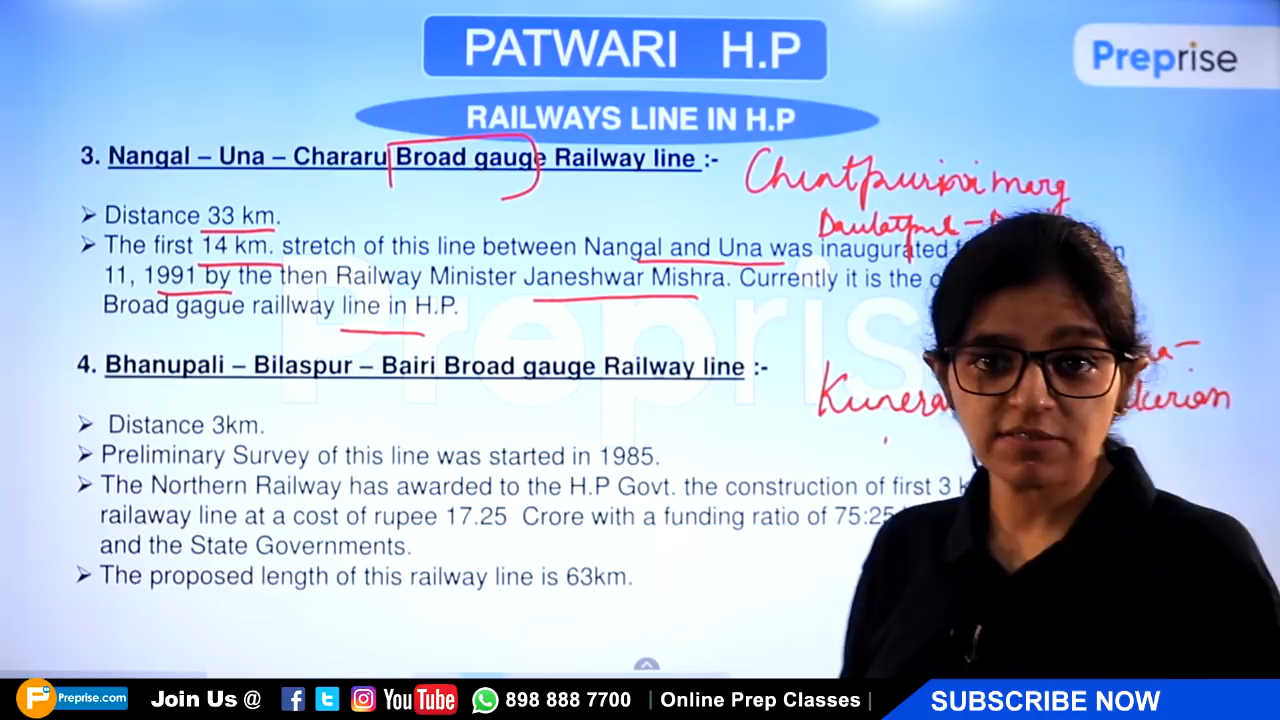 PATWARI H.P
Preprise
RAILWAYS LINE IN H.P
3. Nangal – Una – Chararu Broad gauge Railway line :-
Chintpurni marg
Daulatpur –
➢ Distance 33 km.
➢ The first 14 km. stretch of this line between Nangal and Una was inaugurated
11, 1991 by the then Railway Minister Janeshwar Mishra. Currently it is the
Broad gague raillway line in H.P.
Preprise
4. Bhanupali – Bilaspur – Bairi Broad gauge Railway line :-
Kunera
➢ Distance 3km.
➢ Preliminary Survey of this line was started in 1985.
➢ The Northern Railway has awarded to the H.P Govt. the construction of first 3
railaway line at a cost of rupee 17.25 Crore with a funding ratio of 75:25
and the State Governments.
➢ The proposed length of this railway line is 63km.
Preprise.com Join Us @ YouTube 898 888 7700 | Online Prep Classes | SUBSCRIBE NOW